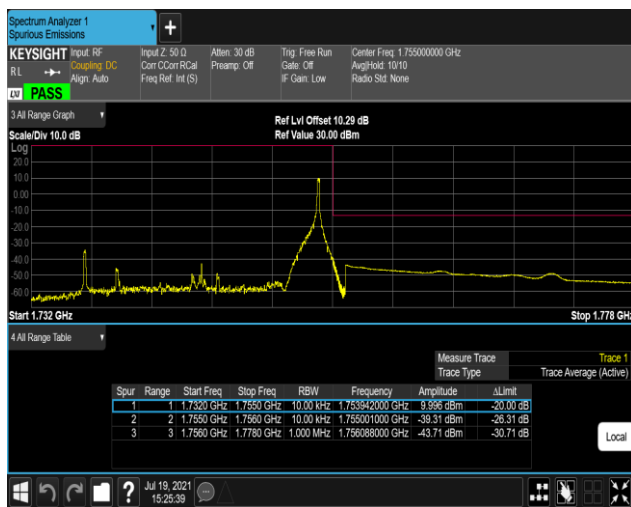 Spectrum Analyzer 1
Spurious Emissions
KEYSIGHT Input: RF Input Z: 50 Ω Atten: 30 dB Trig: Free Run Center Freq: 1.755000000 GHz
RL Coupling: DC Corr CCorr RCal Preamp: Off Gate: Off Avg|Hold: 10/10
Align: Auto Freq Ref: Int (S) IF Gain: Low Radio Std: None
LXI PASS
3 All Range Graph
Ref Lvl Offset 10.29 dB
Scale/Div 10.0 dB Ref Value 30.00 dBm
Log
20.0
10.0
0.00
-10.0
-20.0
-30.0
-40.0
-50.0
-60.0
Start 1.732 GHz Stop 1.778 GHz
4 All Range Table
Measure Trace Trace 1
Trace Type Trace Average (Active)
Spur Range Start Freq Stop Freq RBW Frequency Amplitude ΔLimit
1 1 1.7320 GHz 1.7550 GHz 10.00 kHz 1.753942000 GHz 9.996 dBm -20.00 dB
2 2 1.7550 GHz 1.7560 GHz 10.00 kHz 1.755001000 GHz -39.31 dBm -26.31 dB
3 3 1.7560 GHz 1.7780 GHz 1.000 MHz 1.756088000 GHz -43.71 dBm -30.71 dB
Local
? Jul 19, 2021
15:25:39